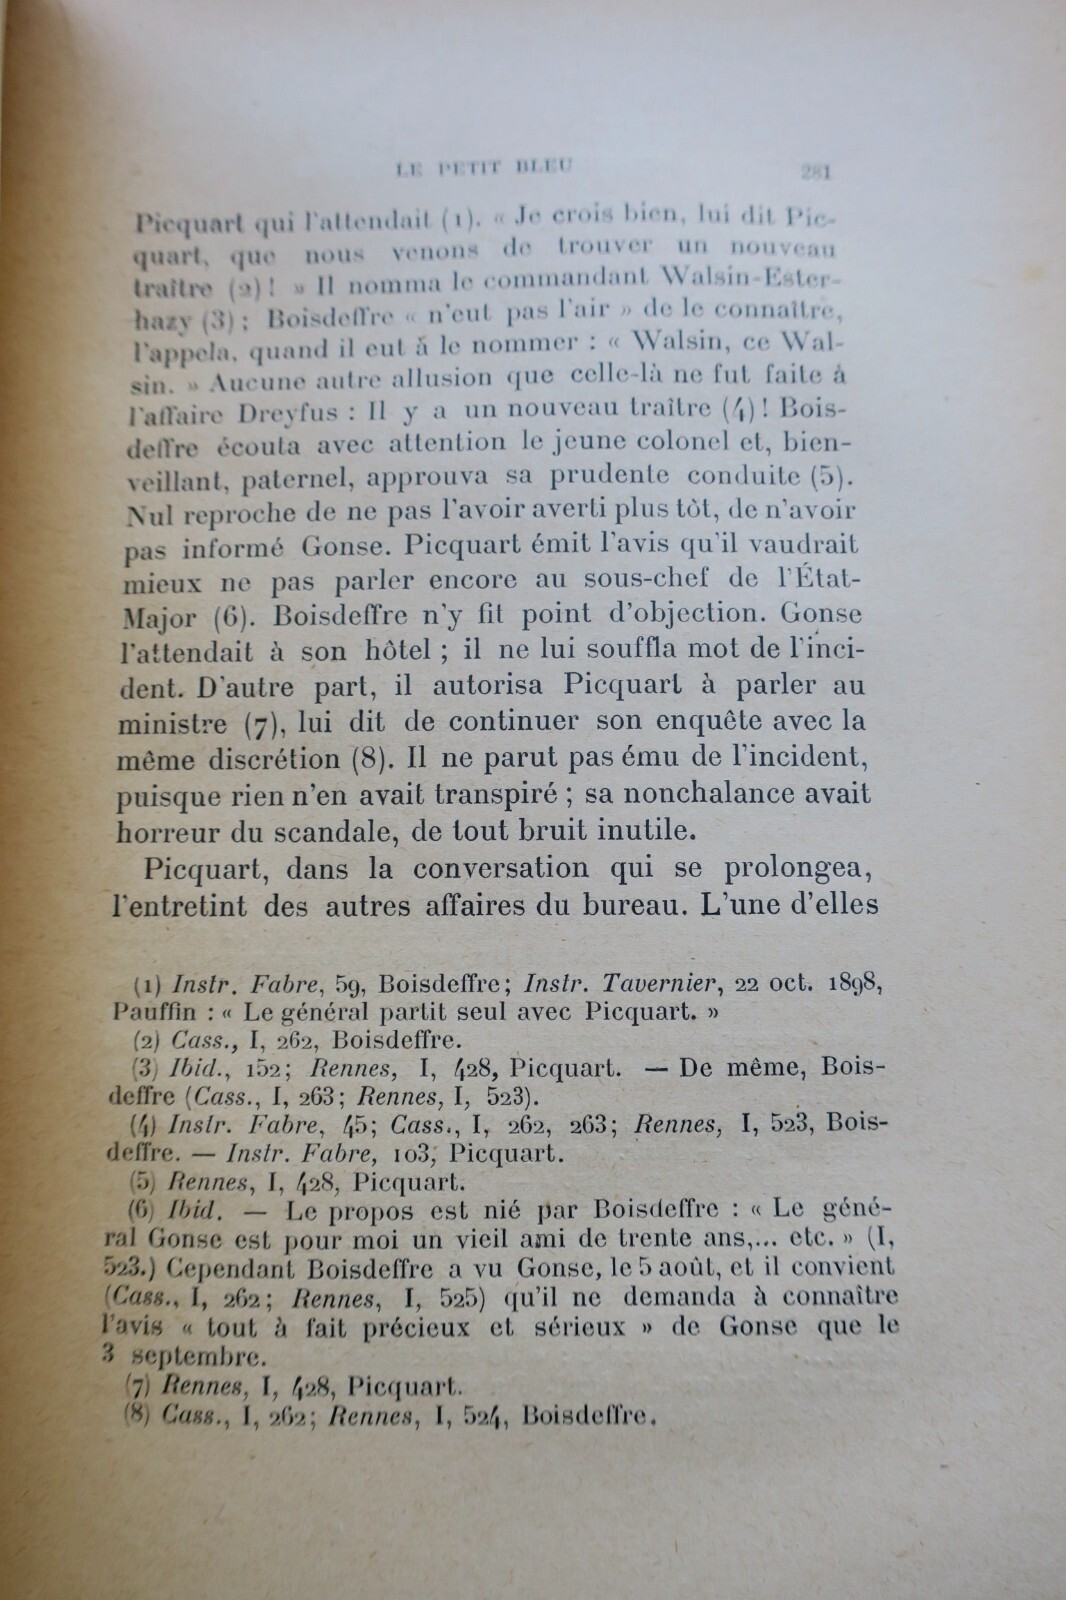 LE PETIT BLEU 281
Picquart qui l'attendait (1). « Je crois bien, lui dit Pic-
quart, que nous venons de trouver un nouveau
traître (2)! » Il nomma le commandant Walsin-Ester-
hazy (3); Boisdeffre « n'eut pas l'air » de le connaître,
l'appela, quand il eut à le nommer : « Walsin, ce Wal-
sin. » Aucune autre allusion que celle-là ne fut faite à
l'affaire Dreyfus : Il y a un nouveau traître (4)! Bois-
deffre écouta avec attention le jeune colonel et, bien-
veillant, paternel, approuva sa prudente conduite (5).
Nul reproche de ne pas l'avoir averti plus tôt, de n'avoir
pas informé Gonse. Picquart émit l'avis qu'il vaudrait
mieux ne pas parler encore au sous-chef de l'État-
Major (6). Boisdeffre n'y fit point d'objection. Gonse
l'attendait à son hôtel ; il ne lui souffla mot de l'inci-
dent. D'autre part, il autorisa Picquart à parler au
ministre (7), lui dit de continuer son enquête avec la
même discrétion (8). Il ne parut pas ému de l'incident,
puisque rien n'en avait transpiré ; sa nonchalance avait
horreur du scandale, de tout bruit inutile.
Picquart, dans la conversation qui se prolongea,
l'entretint des autres affaires du bureau. L'une d'elles
(1) Instr. Fabre, 59, Boisdeffre; Instr. Tavernier, 22 oct. 1898,
Pauffin : « Le général partit seul avec Picquart. »
(2) Cass., I, 262, Boisdeffre.
(3) Ibid., 152; Rennes, I, 428, Picquart. — De même, Bois-
deffre (Cass., I, 263; Rennes, I, 523).
(4) Instr. Fabre, 45; Cass., I, 262, 263; Rennes, I, 523, Bois-
deffre. — Instr. Fabre, 103, Picquart.
(5) Rennes, I, 428, Picquart.
(6) Ibid. — Le propos est nié par Boisdeffre : « Le géné-
ral Gonse est pour moi un vieil ami de trente ans,... etc. » (I,
523.) Cependant Boisdeffre a vu Gonse, le 5 août, et il convient
(Cass., I, 262; Rennes, I, 525) qu'il ne demanda à connaître
l'avis « tout à fait précieux et sérieux » de Gonse que le
3 septembre.
(7) Rennes, I, 428, Picquart.
(8) Cass., I, 262; Rennes, I, 524, Boisdeffre.